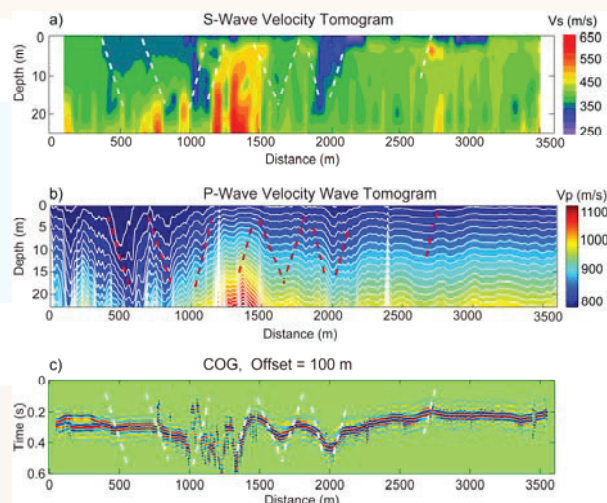 a) S-Wave Velocity Tomogram Vs (m/s)
Depth (m)
0
10
20
0 500 1000 1500 2000 2500 3000 3500
Distance (m)
650
550
450
350
250
b) P-Wave Velocity Wave Tomogram Vp (m/s)
Depth (m)
0
5
10
15
20
0 500 1000 1500 2000 2500 3000 3500
Distance (m)
1100
1000
900
800
c) COG, Offset = 100 m
Time (s)
0
0.2
0.4
0.6
0 500 1000 1500 2000 2500 3000 3500
Distance (m)